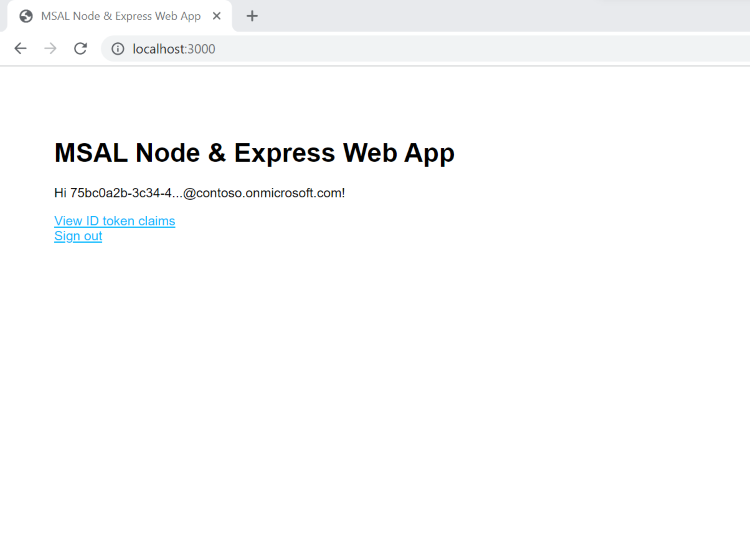 MSAL Node & Express Web App
localhost:3000
MSAL Node & Express Web App
Hi 75bc0a2b-3c34-4...@contoso.onmicrosoft.com!
View ID token claims
Sign out